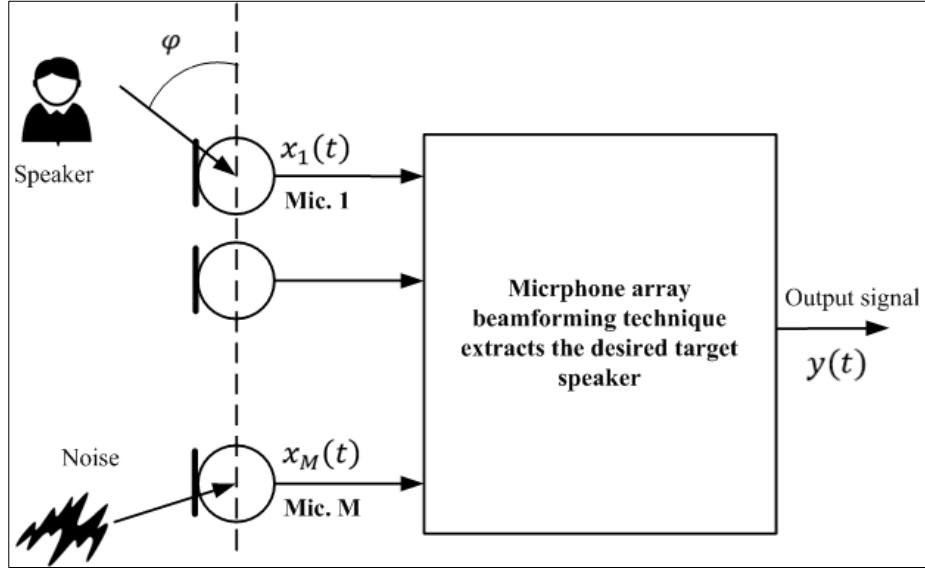 φ
Speaker
x₁(t)
Mic. 1
Micrphone array
beamforming technique
extracts the desired target
speaker
Output signal
y(t)
Noise
x_M(t)
Mic. M